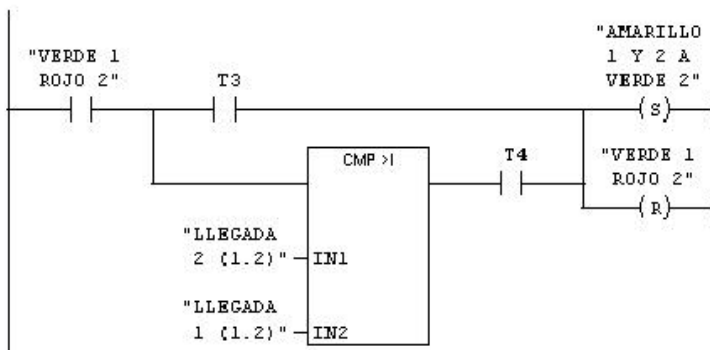 "AMARILLO
1 Y 2 A
VERDE 2"
"VERDE 1
ROJO 2"
T3
(S)
CMP >I
T4
"VERDE 1
ROJO 2"
(R)
"LLEGADA
2 (1.2)"
IN1
"LLEGADA
1 (1.2)"
IN2